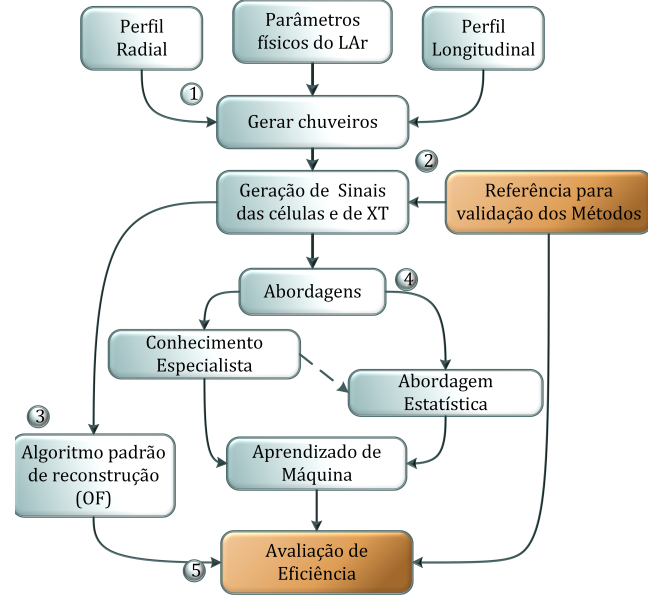 Perfil
Radial
Parâmetros
físicos do LAr
Perfil
Longitudinal
1
Gerar chuveiros
2
Geração de Sinais
das células e de XT
Referência para
validação dos Métodos
Abordagens
4
Conhecimento
Especialista
Abordagem
Estatística
3
Algoritmo padrão
de reconstrução
(OF)
Aprendizado de
Máquina
5
Avaliação de
Eficiência